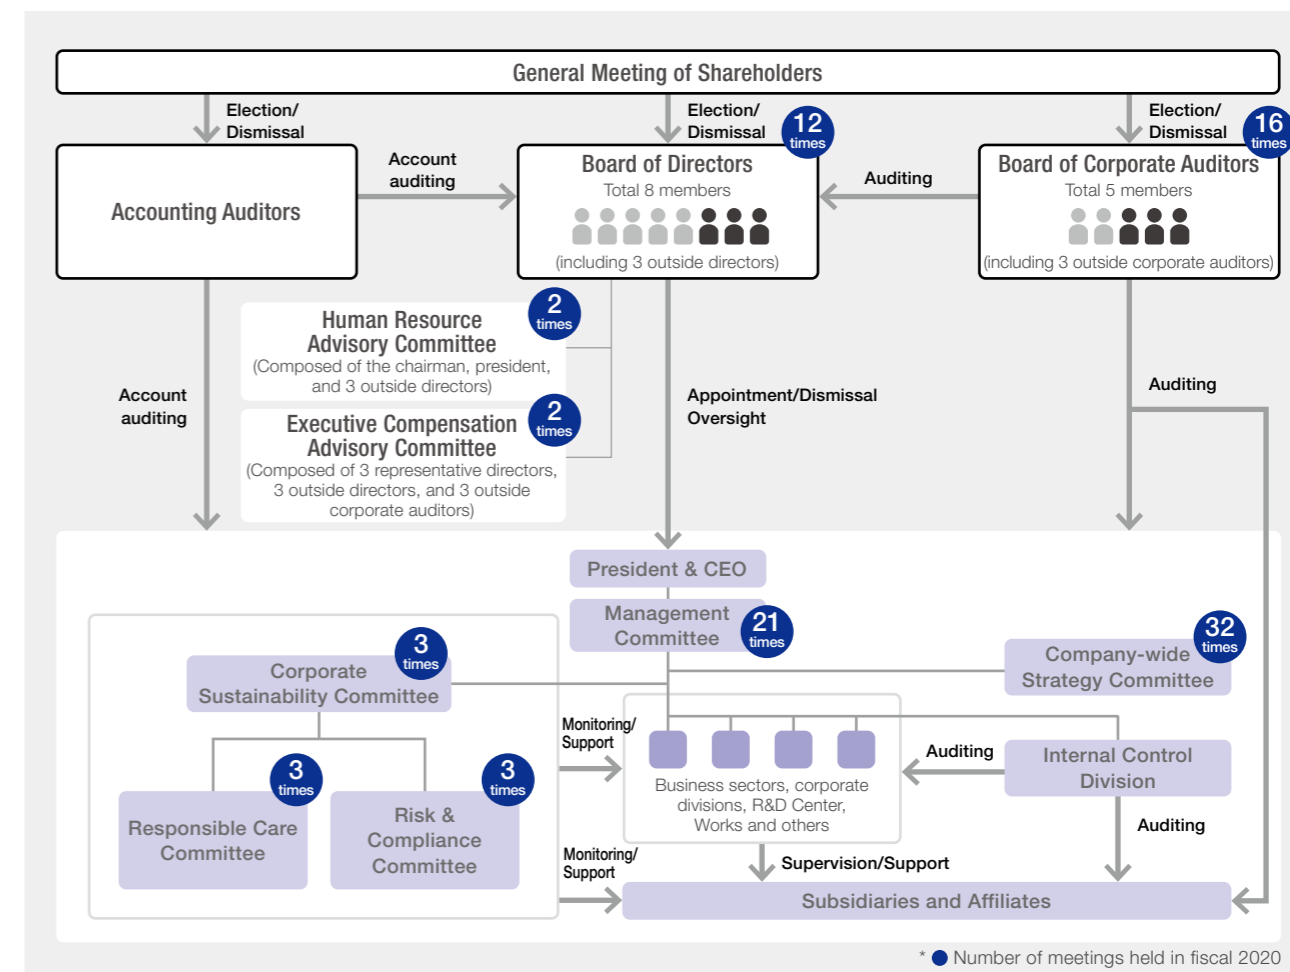 General Meeting of Shareholders
Election/
Dismissal
Election/
Dismissal
12
times
Election/
Dismissal
16
times
Accounting Auditors
Account
auditing
Board of Directors
Total 8 members
(including 3 outside directors)
Auditing
Board of Corporate Auditors
Total 5 members
(including 3 outside corporate auditors)
2
times
Human Resource
Advisory Committee
(Composed of the chairman, president,
and 3 outside directors)
Account
auditing
2
times
Executive Compensation
Advisory Committee
(Composed of 3 representative directors,
3 outside directors, and 3 outside
corporate auditors)
Appointment/Dismissal
Oversight
Auditing
President & CEO
Management
Committee
21
times
3
times
Corporate
Sustainability Committee
32
times
Company-wide
Strategy Committee
3
times
Responsible Care
Committee
3
times
Risk &
Compliance
Committee
Monitoring/
Support
Business sectors, corporate
divisions, R&D Center,
Works and others
Auditing
Internal Control
Division
Auditing
Monitoring/
Support
Supervision/Support
Subsidiaries and Affiliates
* ● Number of meetings held in fiscal 2020